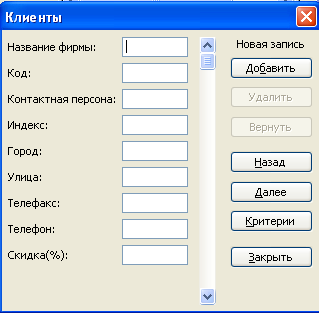 Клиенты
Название фирмы:
Код:
Контактная персона:
Индекс:
Город:
Улица:
Телефакс:
Телефон:
Скидка(%):
Новая запись
Добавить
Удалить
Вернуть
Назад
Далее
Критерии
Закрыть